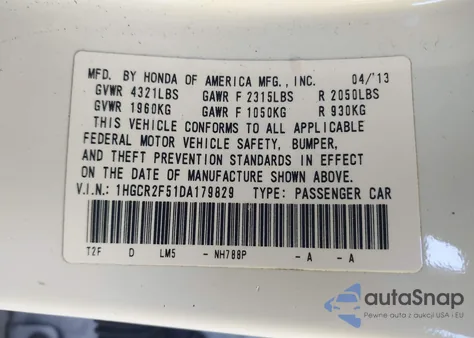 MFD. BY HONDA OF AMERICA MFG., INC. 04/'13
GVWR 4321LBS GAWR F 2315LBS R 2050LBS
GVWR 1960KG GAWR F 1050KG R 930KG
THIS VEHICLE CONFORMS TO ALL APPLICABLE
FEDERAL MOTOR VEHICLE SAFETY, BUMPER,
AND THEFT PREVENTION STANDARDS IN EFFECT
ON THE DATE OF MANUFACTURE SHOWN ABOVE.
V.I.N.: 1HGCR2F51DA179829 TYPE: PASSENGER CAR
T2F D LM5 - NH788P - A - A
autoSnap
Pewne auta z aukcji USA i EU